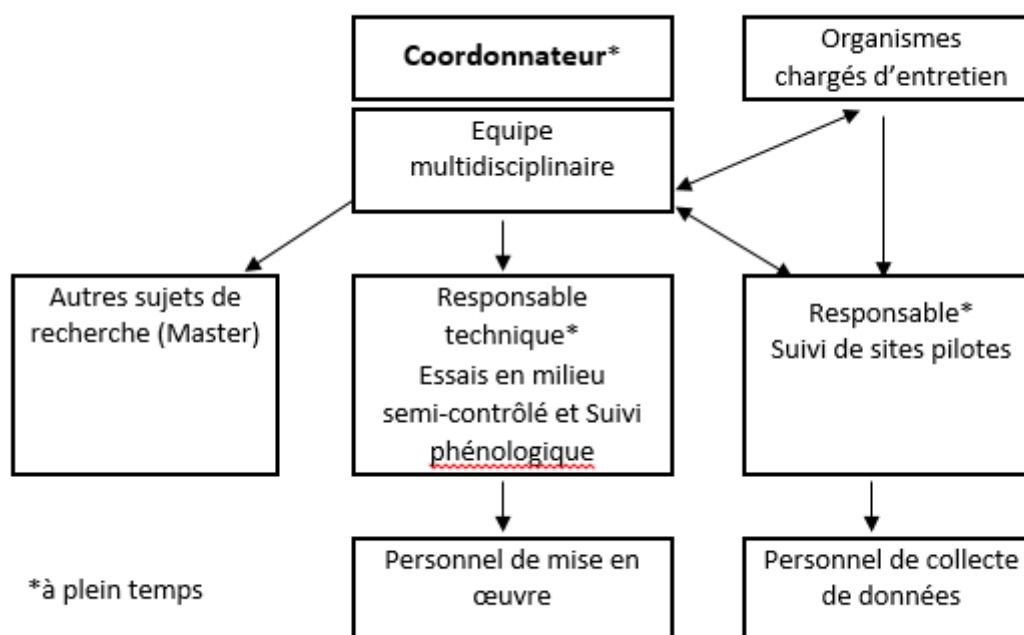 Coordonnateur*
Organismes
chargés d'entretien
Equipe
multidisciplinaire
Autres sujets de
recherche (Master)
Responsable
technique*
Essais en milieu
semi-contrôlé et Suivi
phénologique
Responsable*
Suivi de sites pilotes
Personnel de mise en
œuvre
Personnel de collecte
de données
*à plein temps